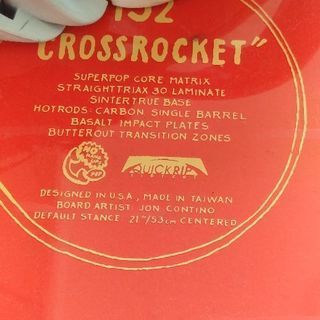 152
"CROSSROCKET"
SUPERPOP CORE MATRIX
STRAIGHTTRIAX 30 LAMINATE
SINTERTRUE BASE
HOTRODS: CARBON SINGLE BARREL
BASALT IMPACT PLATES
BUTTEROUT TRANSITION ZONES
QUICKRIP
DESIGNED IN U.S.A., MADE IN TAIWAN
BOARD ARTIST: JON CONTINO
DEFAULT STANCE: 21"/53cm CENTERED